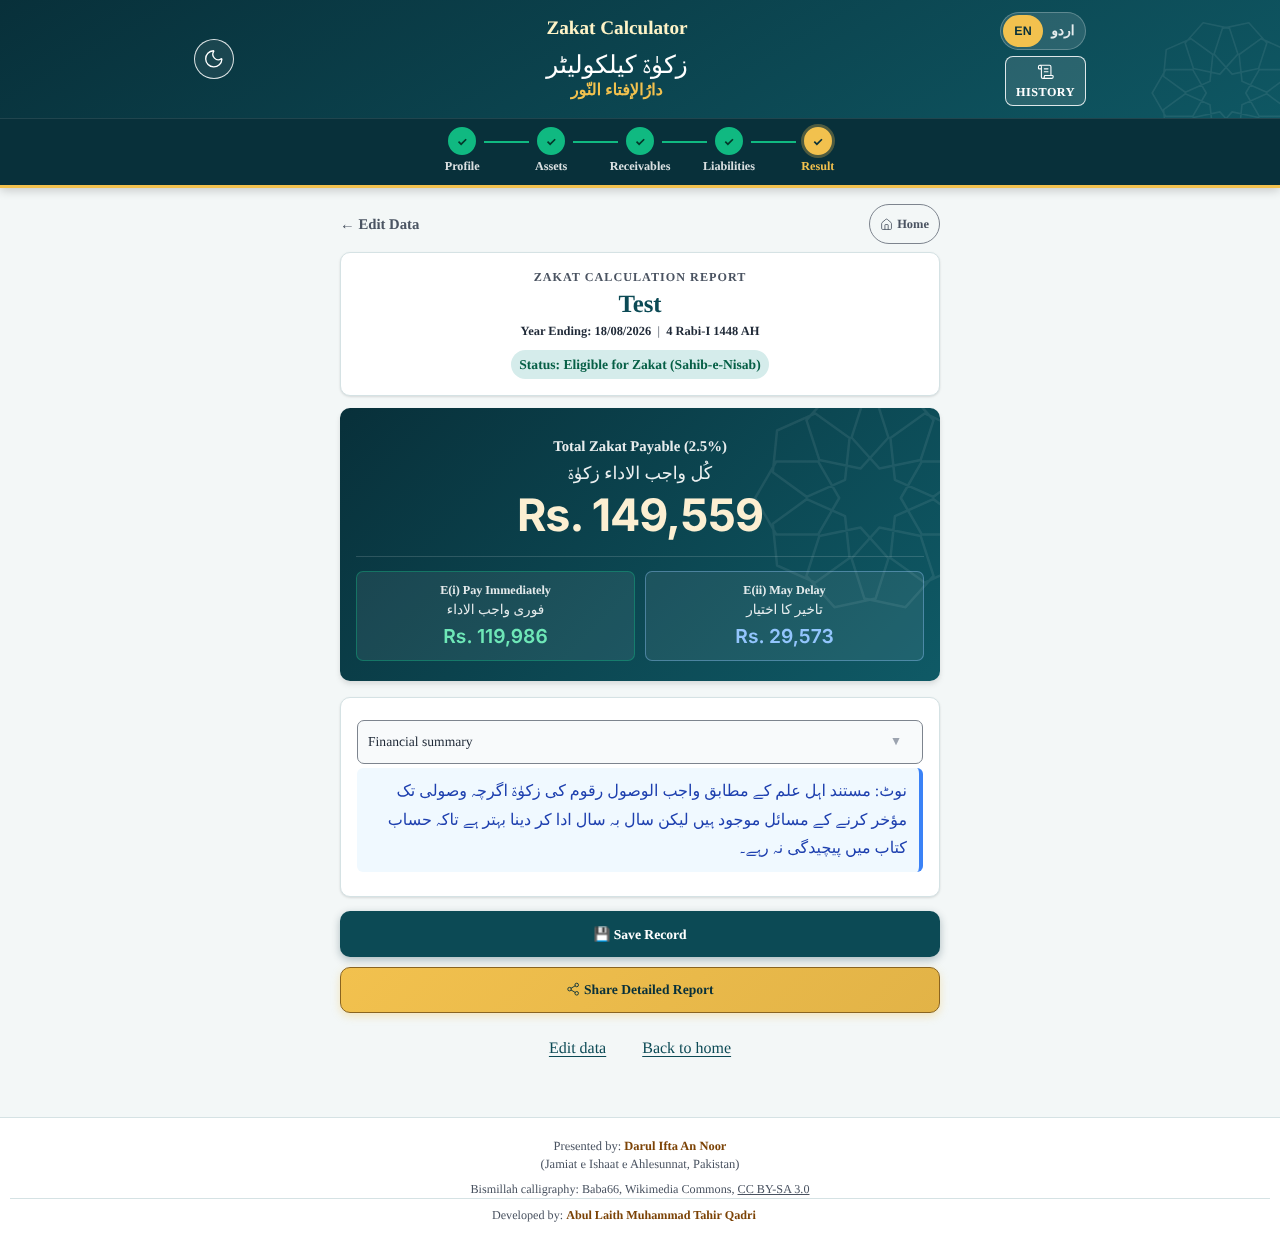 Zakat Calculator
زکوٰۃ کیلکولیٹر
دارُالإفتاء النّور
EN
اردو
HISTORY
Profile
Assets
Receivables
Liabilities
Result
← Edit Data
Home
ZAKAT CALCULATION REPORT
Test
Year Ending: 18/08/2026 | 4 Rabi-I 1448 AH
Status: Eligible for Zakat (Sahib-e-Nisab)
Total Zakat Payable (2.5%)
کُل واجب الاداء زکوٰۃ
Rs. 149,559
E(i) Pay Immediately
فوری واجب الاداء
Rs. 119,986
E(ii) May Delay
تاخیر کا اختیار
Rs. 29,573
Financial summary
نوٹ: مستند اہل علم کے مطابق واجب الوصول رقوم کی زکوٰۃ اگرچہ وصولی تک
مؤخر کرنے کے مسائل موجود ہیں لیکن سال بہ سال ادا کر دینا بہتر ہے تاکہ حساب
کتاب میں پیچیدگی نہ رہے۔
💾 Save Record
Share Detailed Report
Edit data
Back to home
Presented by: Darul Ifta An Noor
(Jamiat e Ishaat e Ahlesunnat, Pakistan)
Bismillah calligraphy: Baba66, Wikimedia Commons, CC BY-SA 3.0
Developed by: Abul Laith Muhammad Tahir Qadri